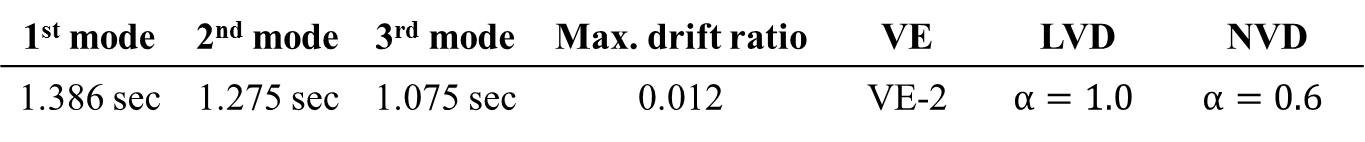 1st mode 2nd mode 3rd mode Max. drift ratio VE LVD NVD
1.386 sec 1.275 sec 1.075 sec 0.012 VE-2 α = 1.0 α = 0.6